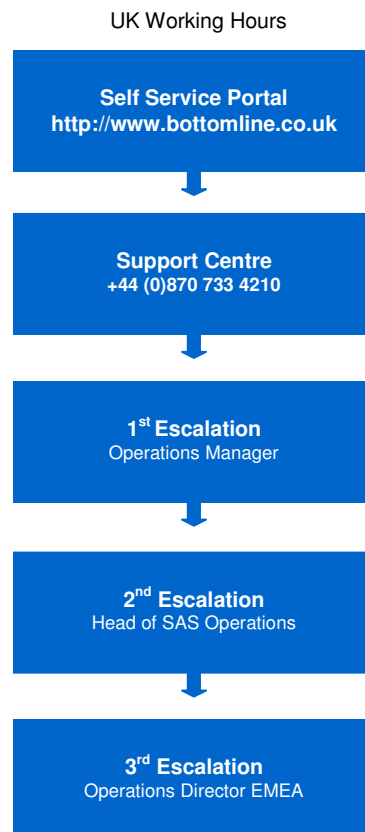 UK Working Hours
Self Service Portal
http://www.bottomline.co.uk
Support Centre
+44 (0)870 733 4210
1st Escalation
Operations Manager
2nd Escalation
Head of SAS Operations
3rd Escalation
Operations Director EMEA